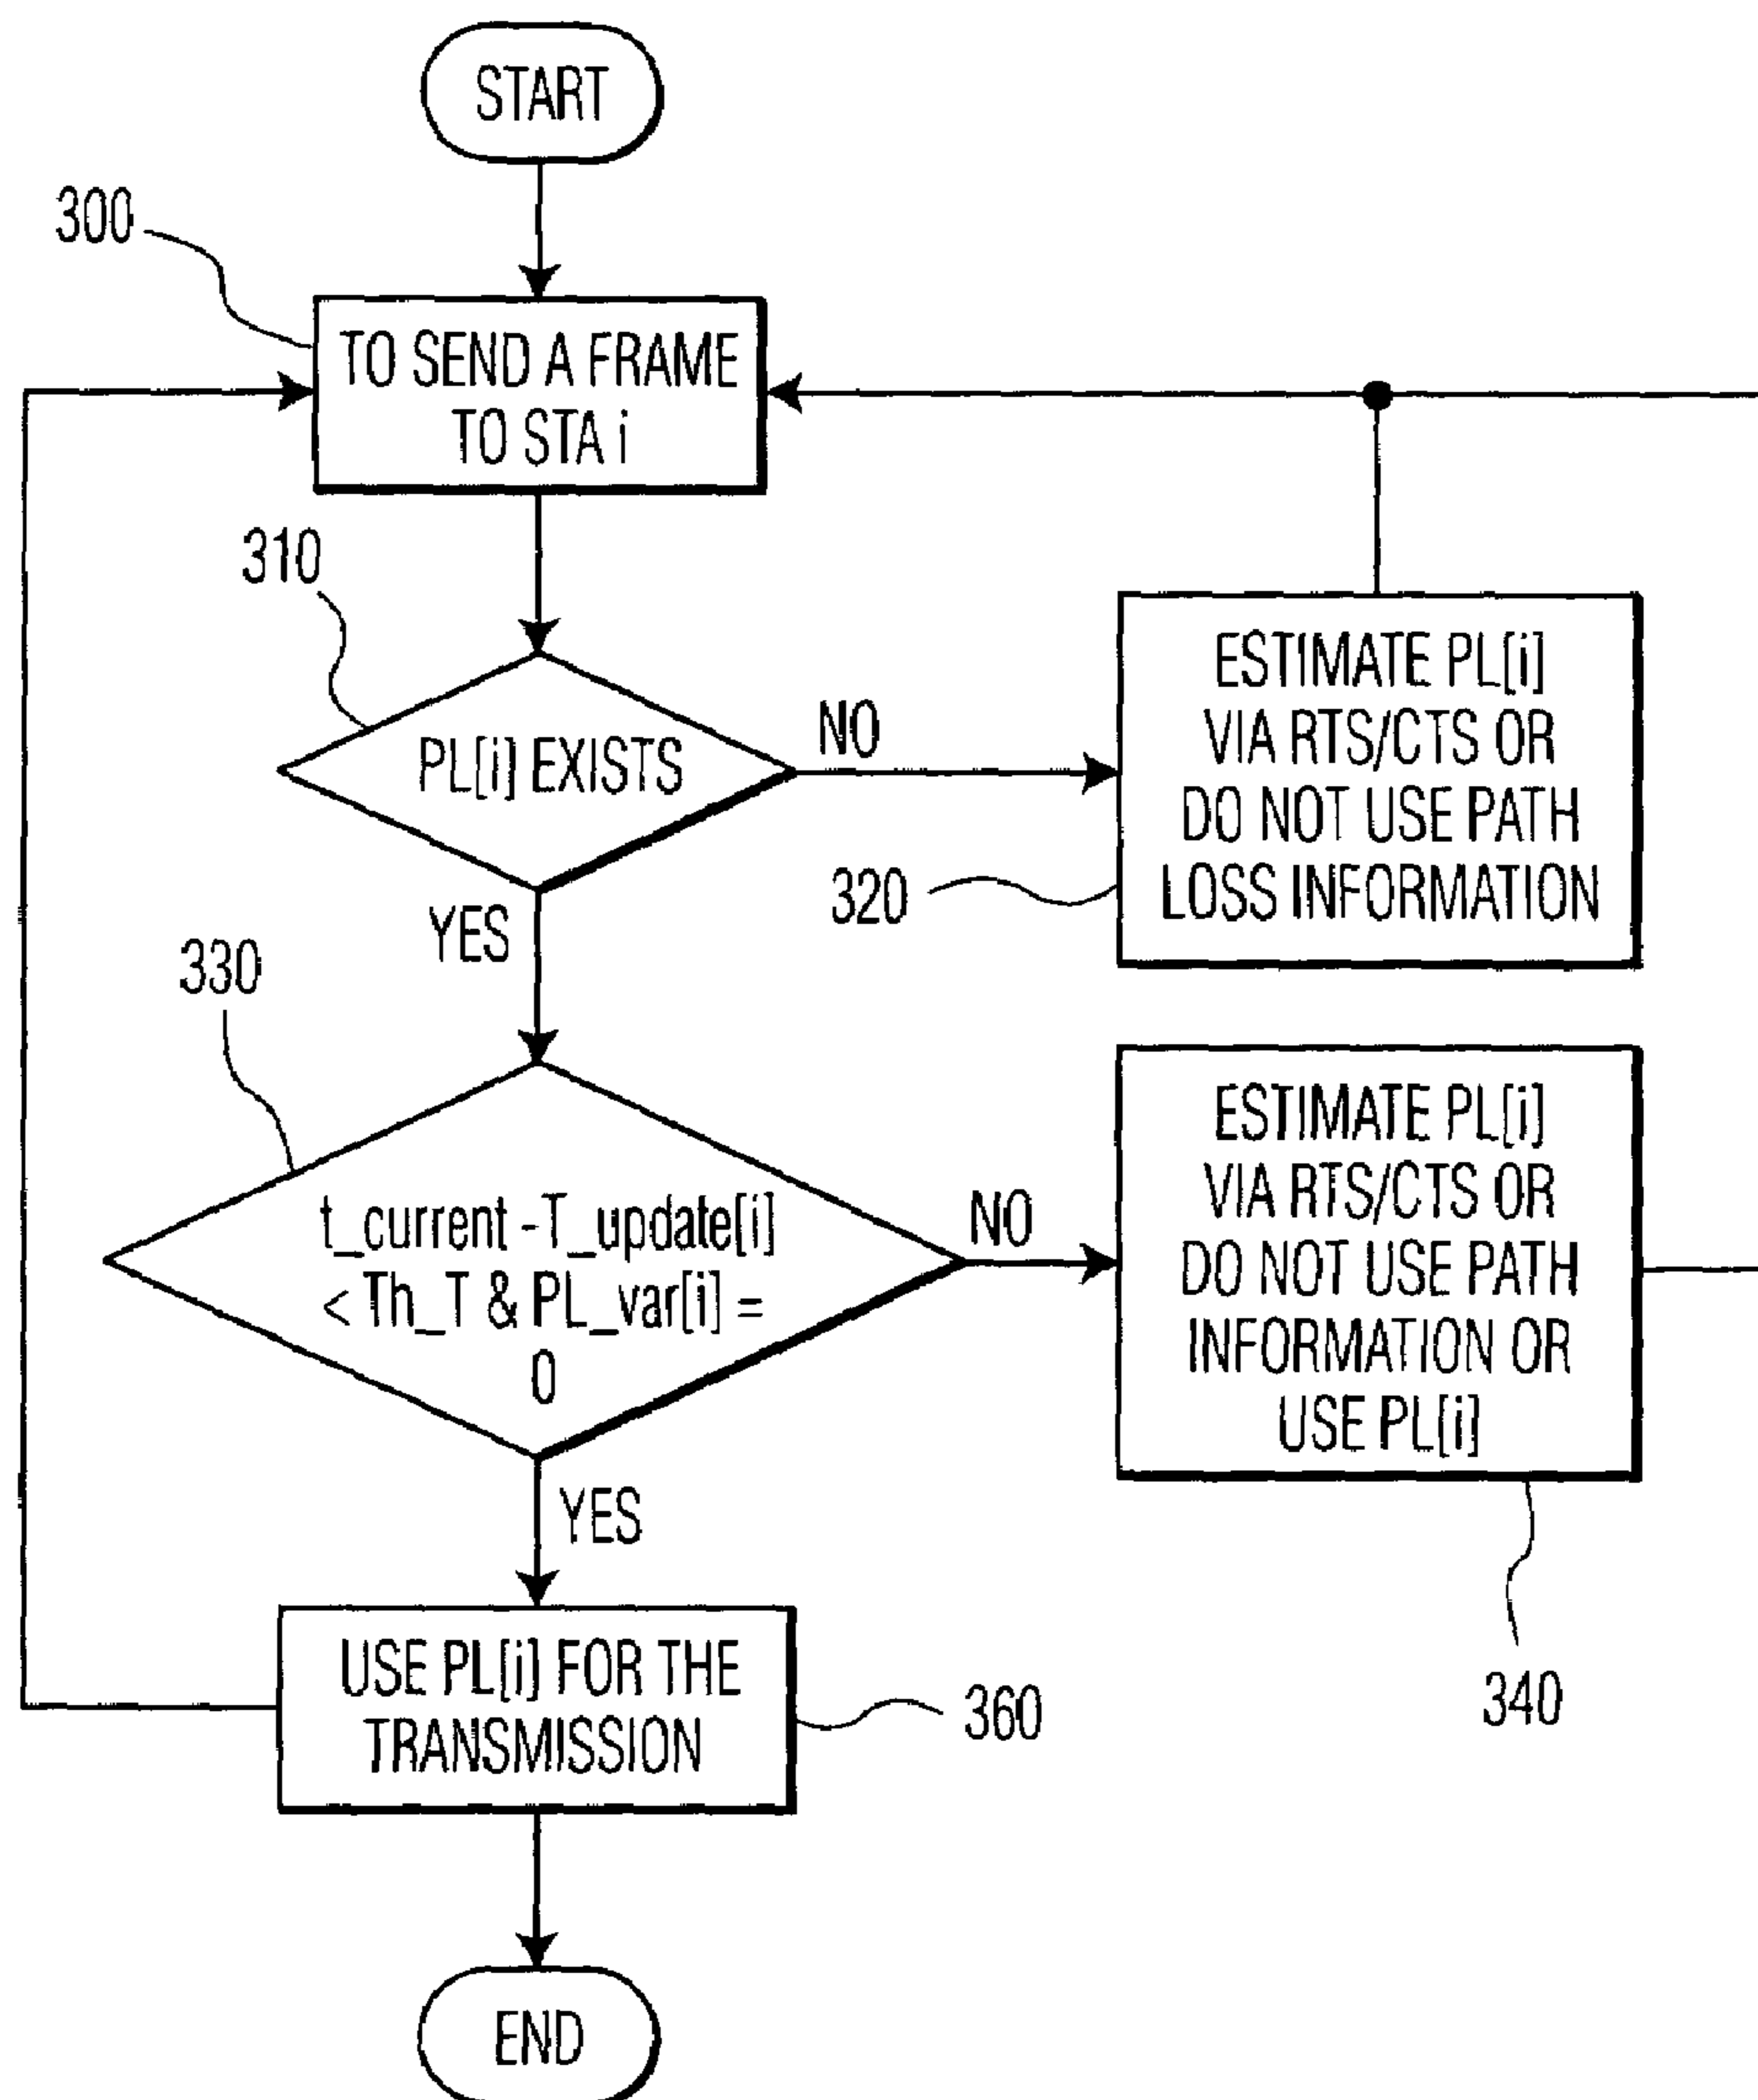 START
300
TO SEND A FRAME
TO STA i
310
PL[i] EXISTS
NO
ESTIMATE PL[i]
VIA RTS/CTS OR
DO NOT USE PATH
LOSS INFORMATION
320
YES
330
t_current -T_update[i]
< Th_T & PL_var[i] =
0
NO
ESTIMATE PL[i]
VIA RTS/CTS OR
DO NOT USE PATH
INFORMATION OR
USE PL[i]
340
YES
USE PL[i] FOR THE
TRANSMISSION
360
END